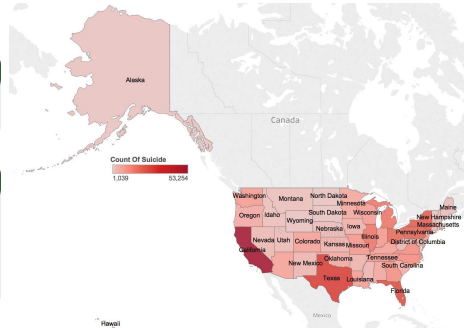 Alaska
Canada
Count Of Suicide
1,039 53,254
Washington Montana North Dakota Minnesota Maine
Oregon Idaho Wyoming South Dakota Wisconsin New Hampshire
Massachusetts
Nebraska Iowa Illinois Pennsylvania
Nevada Utah Colorado Kansas Missouri District of Columbia
California
New Mexico Oklahoma Tennessee
South Carolina
Texas Louisiana
Florida
Mexico
Hawaii